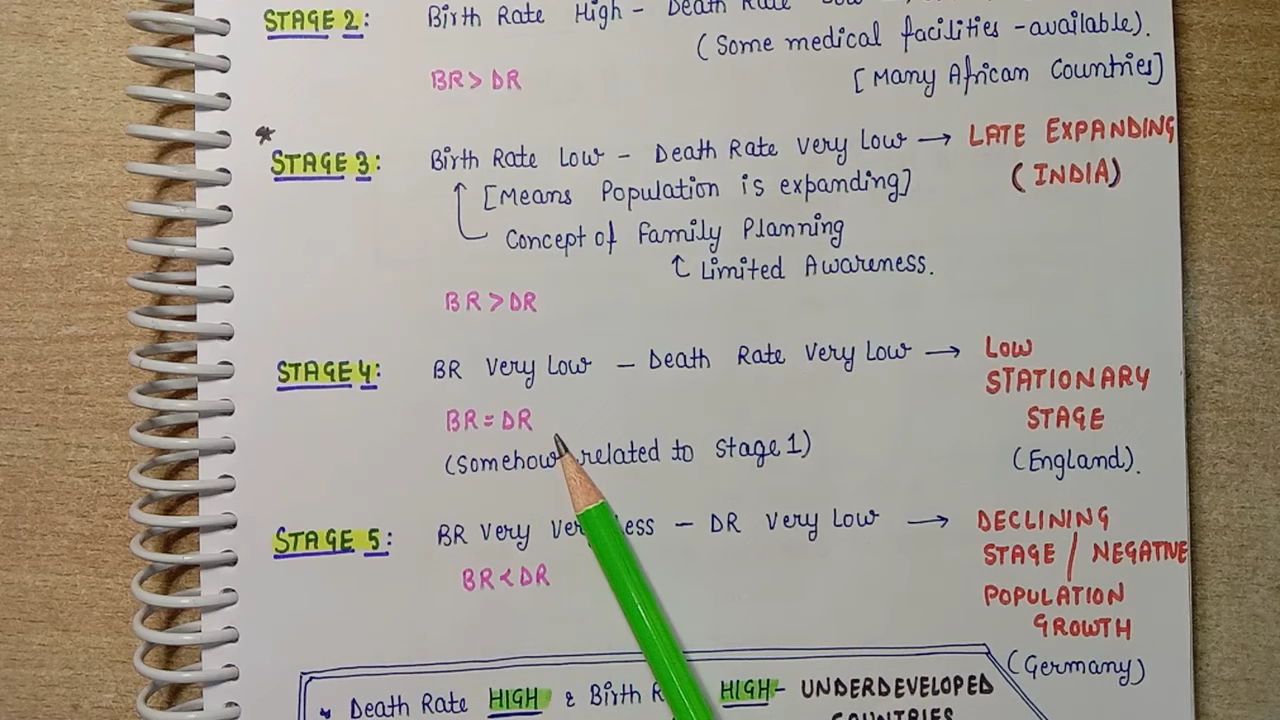 STAGE 2: Birth Rate High - Death Rate
(Some medical facilities - available).
BR > DR
[Many African Countries]
*
STAGE 3: Birth Rate Low - Death Rate Very Low → LATE EXPANDING
[Means Population is expanding] (INDIA)
Concept of Family Planning
↑ Limited Awareness.
BR > DR
STAGE 4: BR Very Low - Death Rate Very Low → LOW
STATIONARY
BR = DR STAGE
(Somehow related to Stage 1) (England).
STAGE 5: BR Very Very Less - DR Very Low → DECLINING
STAGE / NEGATIVE
BR < DR
POPULATION
GROWTH
(Germany)
Death Rate HIGH & Birth HIGH - UNDERDEVELOPED
COUNTRIES